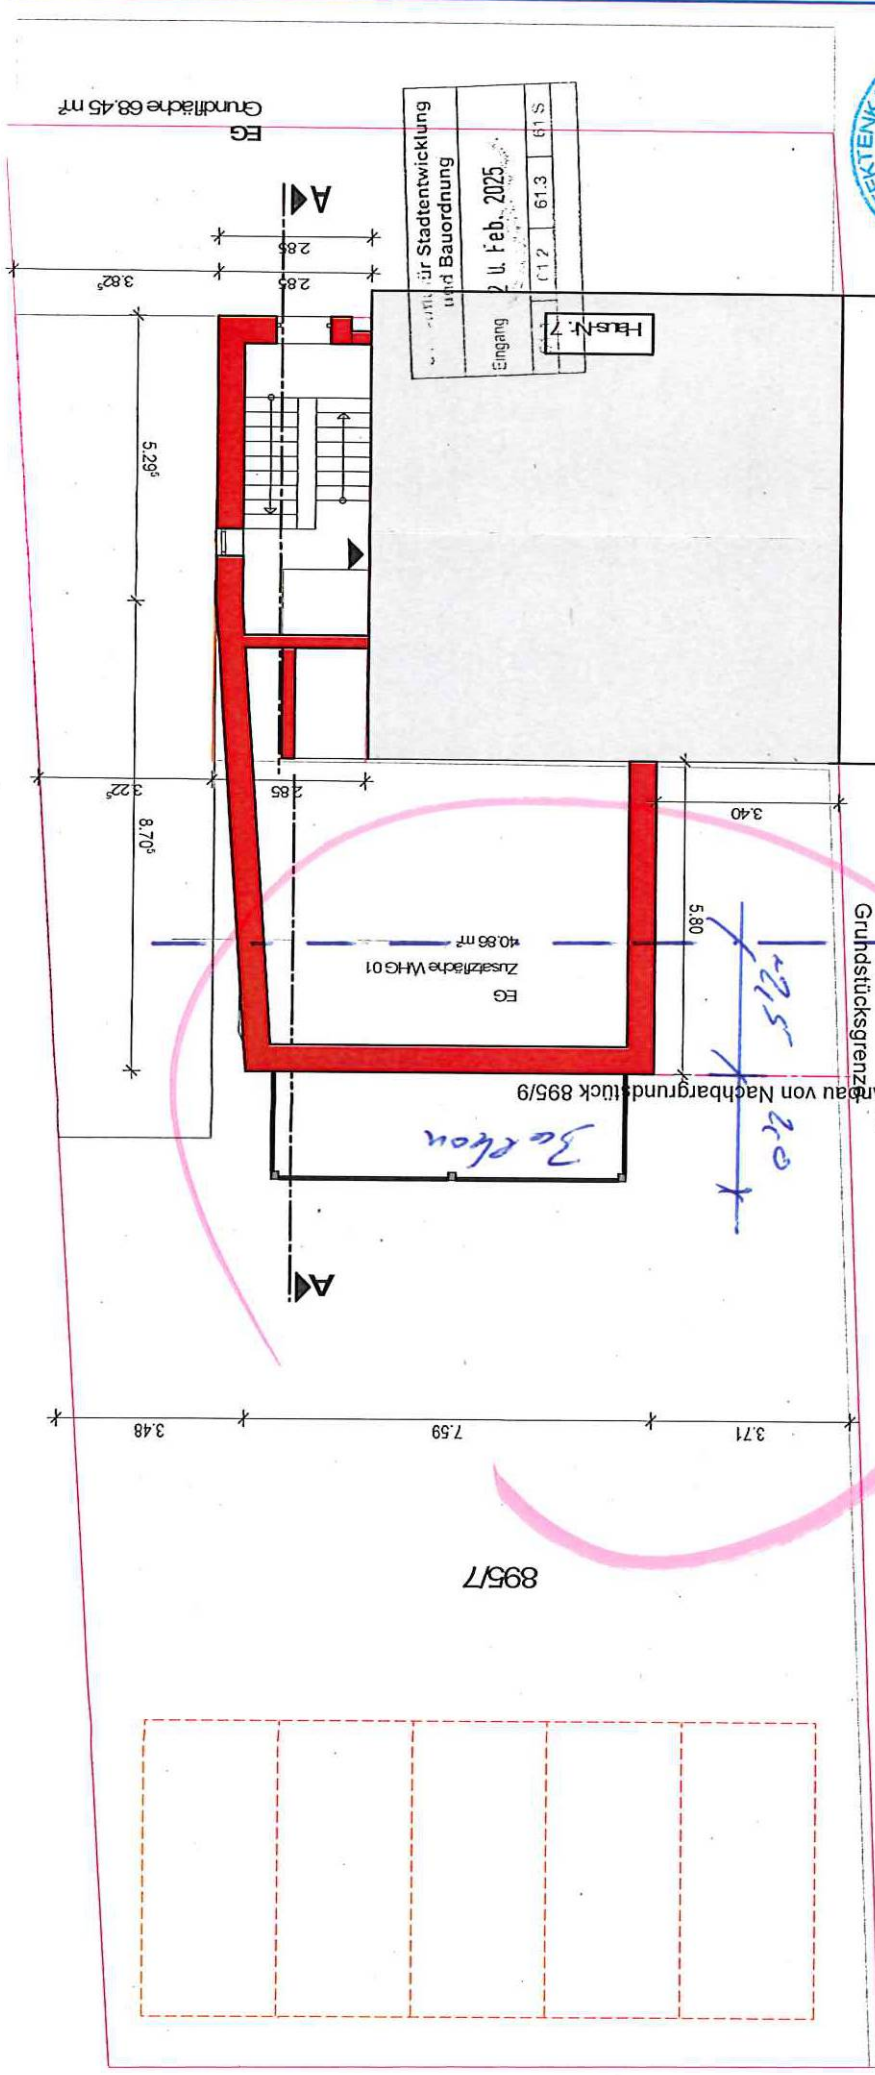 EG
Grundfläche 68.45 m²
EKTENK
für Stadtentwicklung
und Bauordnung
Eingang
Feb. 2025
61.2 61.3 61 S
Haus-Nr. 7
A
2.85
2.85
3.82⁵
5.29⁵
8.70⁵
3.22⁵
2.85
3.40
5.80
EG
Zusatzfläche WHG 01
40.86 m²
Grundstücksgrenze
von Nachbargrundstück 895/9
~2,5
2,0
Balkon
A
3.48
7.59
3.71
895/7